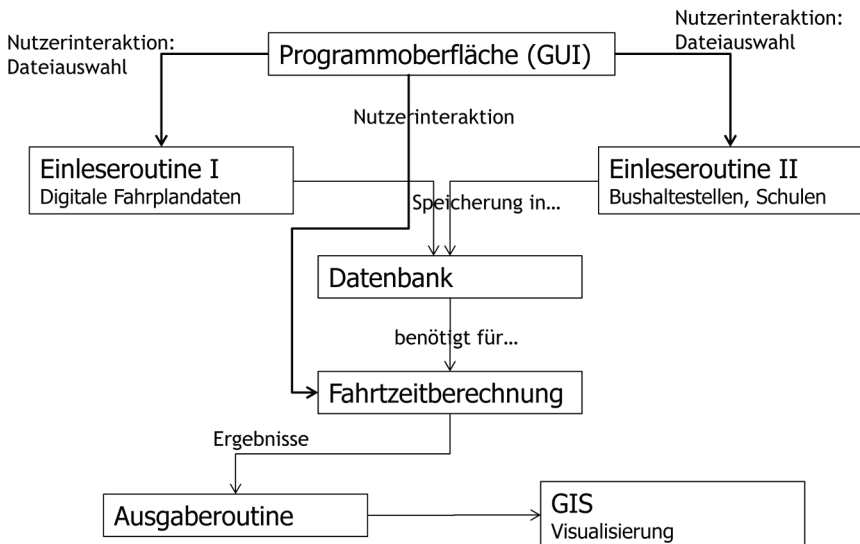 Nutzerinteraktion:
Dateiauswahl
Programmoberfläche (GUI)
Nutzerinteraktion:
Dateiauswahl
Nutzerinteraktion
Einleseroutine I
Digitale Fahrplandaten
Einleseroutine II
Bushaltestellen, Schulen
Speicherung in...
Datenbank
benötigt für...
Fahrtzeitberechnung
Ergebnisse
Ausgaberoutine
GIS
Visualisierung